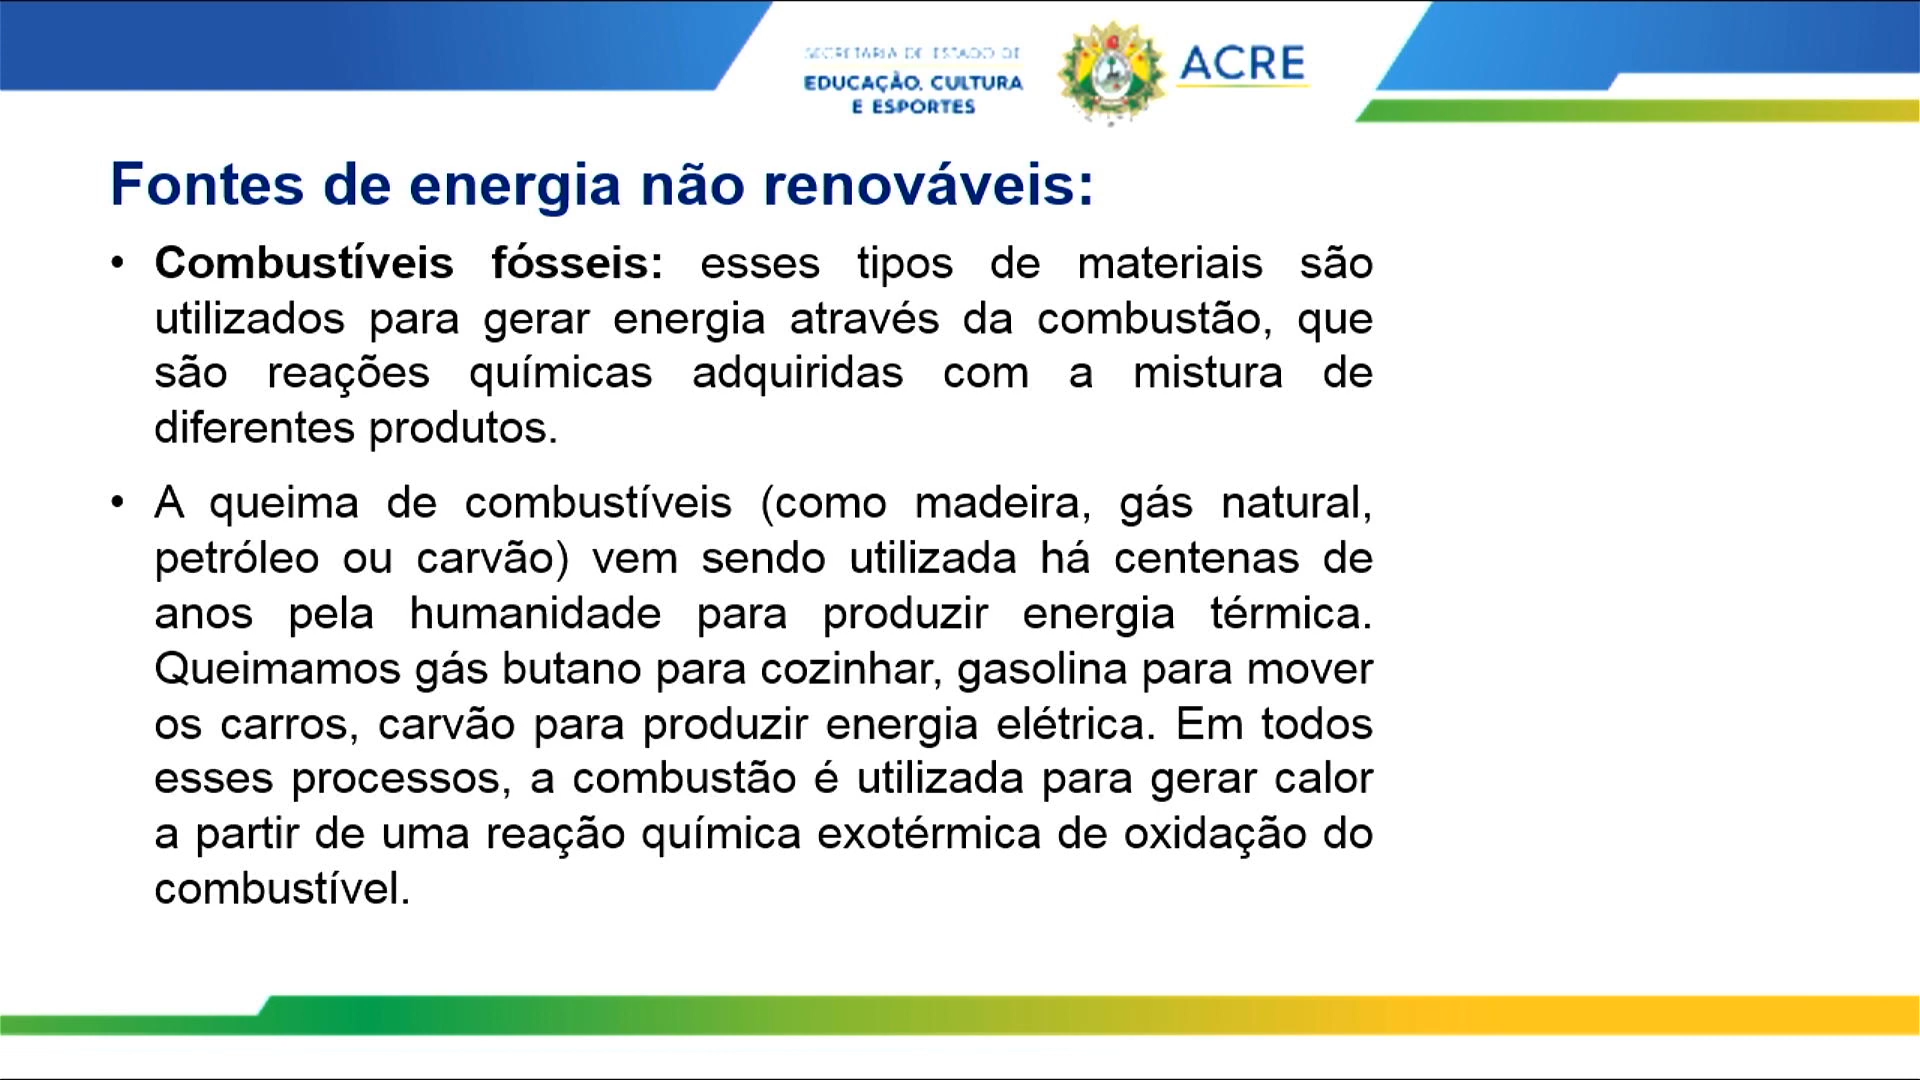 SECRETARIA DE ESTADO DE
EDUCAÇÃO, CULTURA
E ESPORTES
ACRE
Fontes de energia não renováveis:
• Combustíveis fósseis: esses tipos de materiais são
utilizados para gerar energia através da combustão, que
são reações químicas adquiridas com a mistura de
diferentes produtos.
• A queima de combustíveis (como madeira, gás natural,
petróleo ou carvão) vem sendo utilizada há centenas de
anos pela humanidade para produzir energia térmica.
Queimamos gás butano para cozinhar, gasolina para mover
os carros, carvão para produzir energia elétrica. Em todos
esses processos, a combustão é utilizada para gerar calor
a partir de uma reação química exotérmica de oxidação do
combustível.